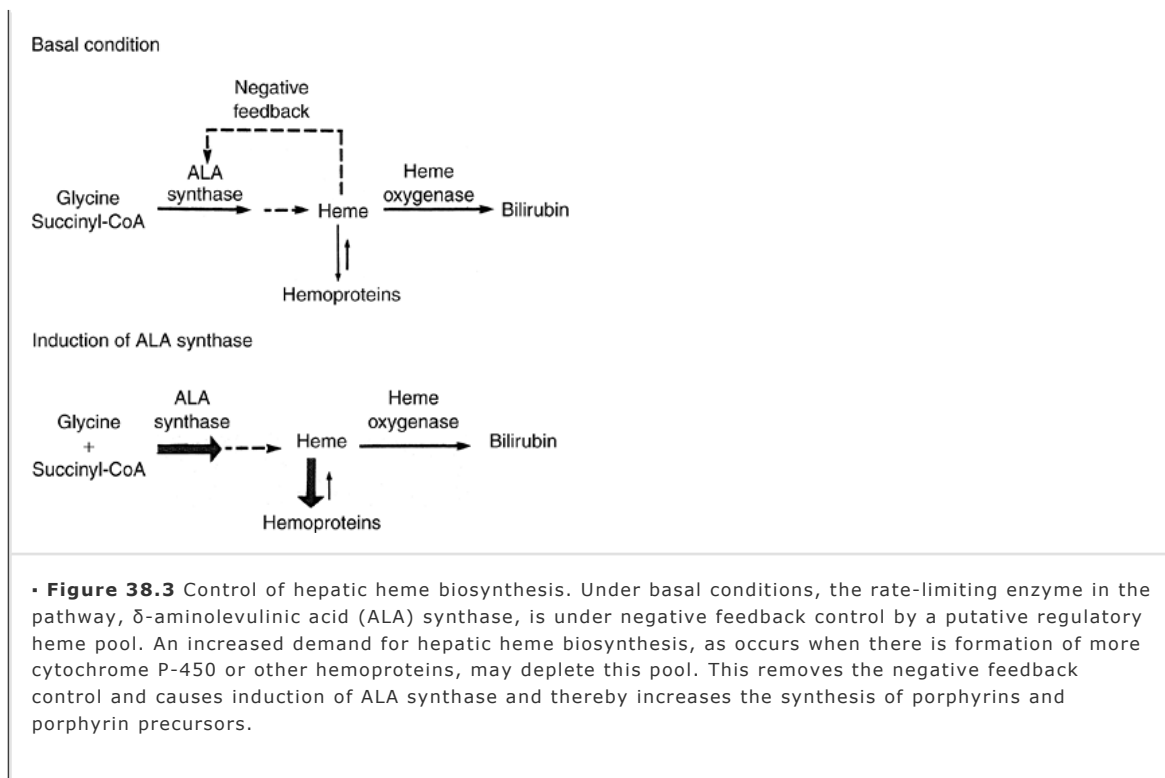 Basal condition
Negative
feedback
ALA
synthase
Heme
oxygenase
Glycine
Succinyl-CoA
Heme
Bilirubin
Hemoproteins
Induction of ALA synthase
ALA
synthase
Heme
oxygenase
Glycine
+
Succinyl-CoA
Heme
Bilirubin
Hemoproteins
▪ Figure 38.3 Control of hepatic heme biosynthesis. Under basal conditions, the rate-limiting enzyme in the
pathway, δ-aminolevulinic acid (ALA) synthase, is under negative feedback control by a putative regulatory
heme pool. An increased demand for hepatic heme biosynthesis, as occurs when there is formation of more
cytochrome P-450 or other hemoproteins, may deplete this pool. This removes the negative feedback
control and causes induction of ALA synthase and thereby increases the synthesis of porphyrins and
porphyrin precursors.